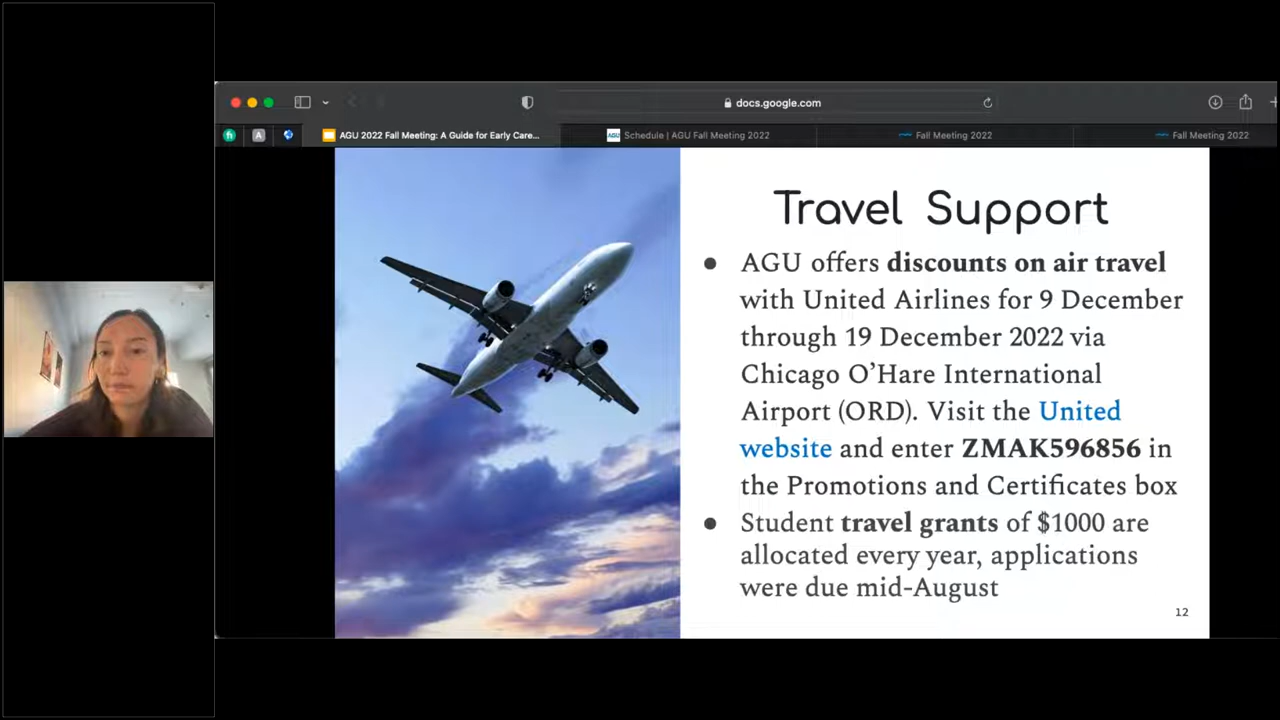 docs.google.com
AGU 2022 Fall Meeting: A Guide for Early Care...
Schedule | AGU Fall Meeting 2022
Fall Meeting 2022
Fall Meeting 2022
Travel Support
● AGU offers discounts on air travel
with United Airlines for 9 December
through 19 December 2022 via
Chicago O’Hare International
Airport (ORD). Visit the United
website and enter ZMAK596856 in
the Promotions and Certificates box
● Student travel grants of $1000 are
allocated every year, applications
were due mid-August
12